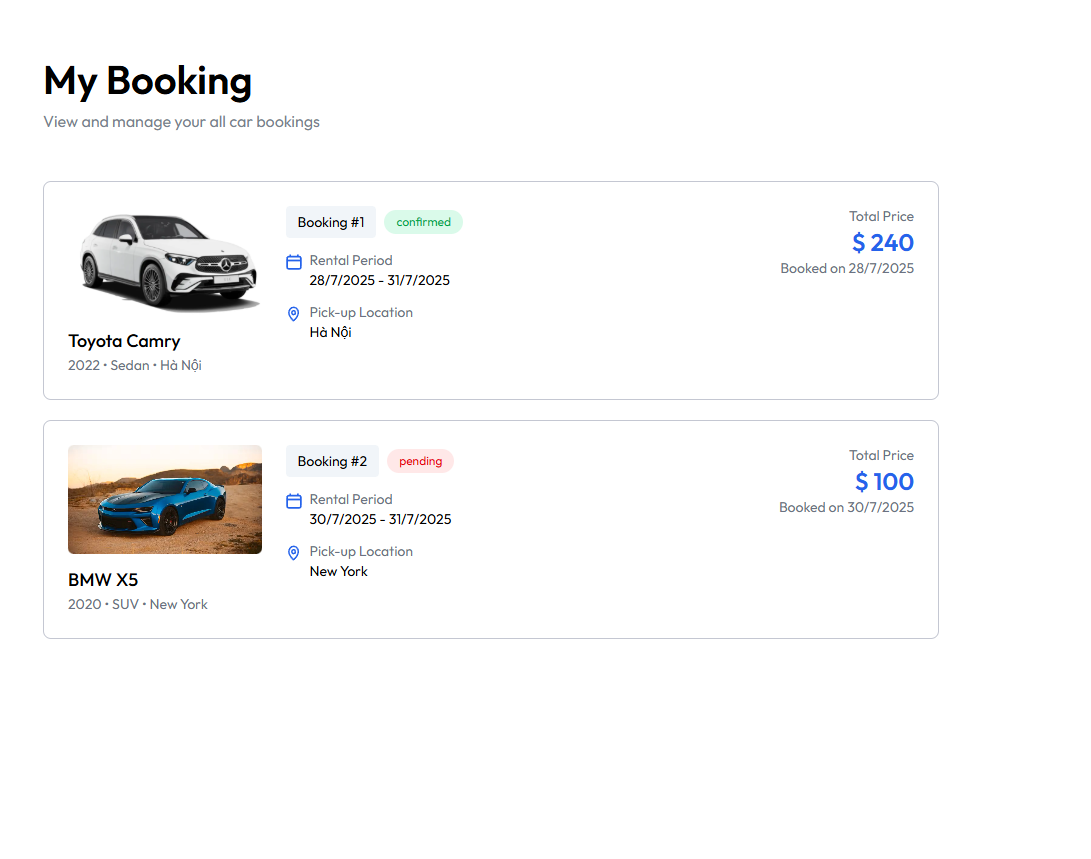 My Booking
View and manage your all car bookings
Booking #1
confirmed
Rental Period
28/7/2025 - 31/7/2025
Pick-up Location
Hà Nội
Total Price
$ 240
Booked on 28/7/2025
Toyota Camry
2022 • Sedan • Hà Nội
Booking #2
pending
Rental Period
30/7/2025 - 31/7/2025
Pick-up Location
New York
Total Price
$ 100
Booked on 30/7/2025
BMW X5
2020 • SUV • New York